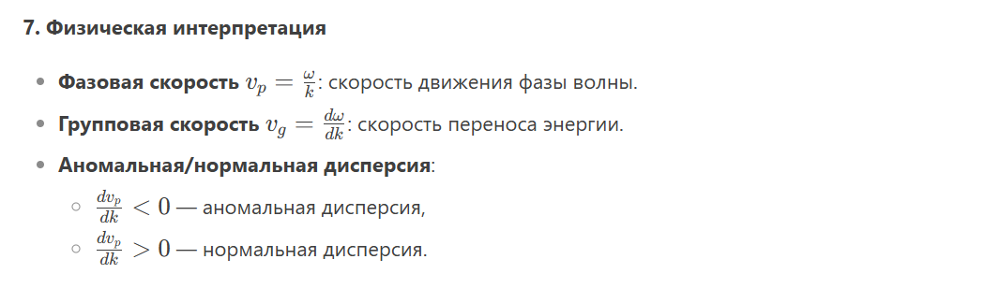 7. Физическая интерпретация
• Фазовая скорость $v_p = \frac{\omega}{k}$: скорость движения фазы волны.
• Групповая скорость $v_g = \frac{d\omega}{dk}$: скорость переноса энергии.
• Аномальная/нормальная дисперсия:
◦ $\frac{dv_p}{dk} < 0$ — аномальная дисперсия,
◦ $\frac{dv_p}{dk} > 0$ — нормальная дисперсия.